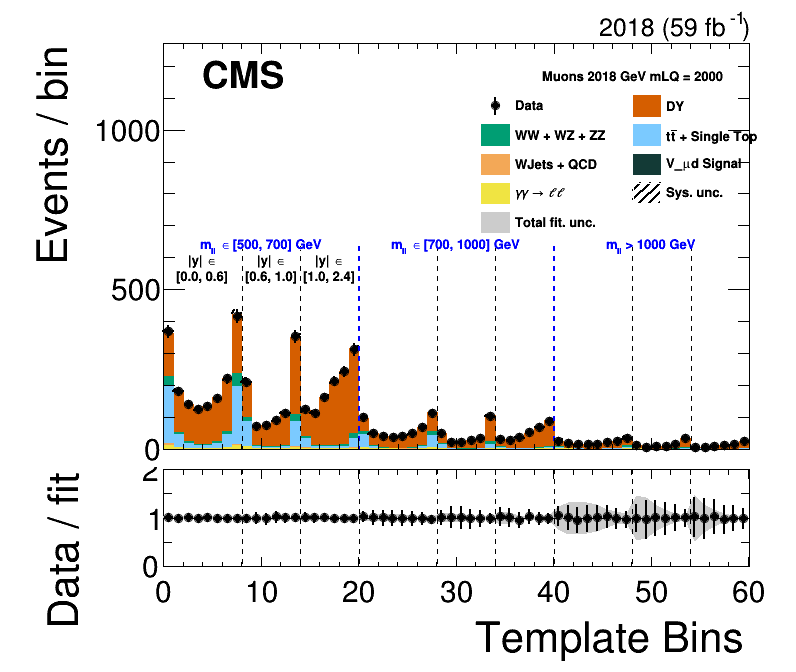 2018 (59 fb⁻¹)
CMS
Events / bin
Muons 2018 GeV mLQ = 2000
Data
DY
WW + WZ + ZZ
tt̄ + Single Top
WJets + QCD
V_μd Signal
γγ → ℓℓ
Sys. unc.
Total fit. unc.
1000
500
0
m_ll ∈ [500, 700] GeV
m_ll ∈ [700, 1000] GeV
m_ll > 1000 GeV
|y| ∈
[0.0, 0.6]
|y| ∈
[0.6, 1.0]
|y| ∈
[1.0, 2.4]
Data / fit
2
1
0
0 10 20 30 40 50 60
Template Bins